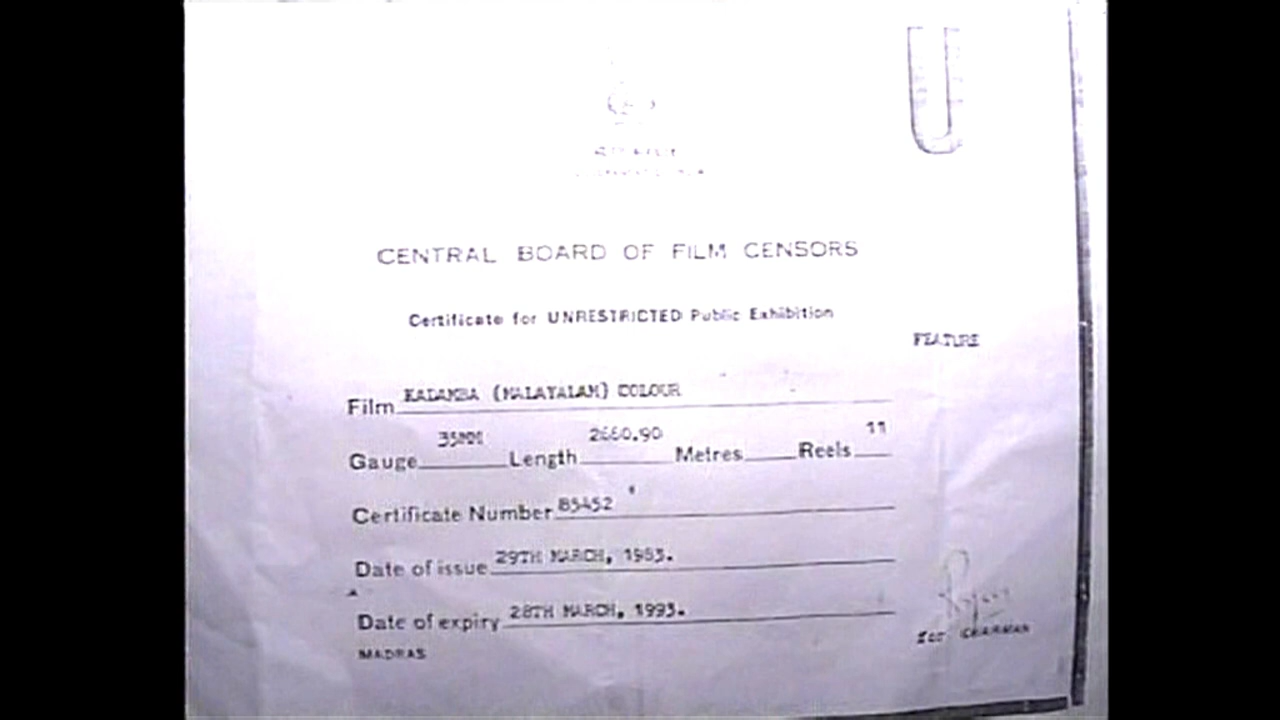 U
CENTRAL BOARD OF FILM CENSORS
Certificate for UNRESTRICTED Public Exhibition
FEATURE
Film KADAMBA (MALAYALAM) COLOUR
Gauge 35MM Length 2660.90 Metres Reels 11
Certificate Number 85452
Date of issue 29TH MARCH, 1983.
Date of expiry 28TH MARCH, 1993.
for CHAIRMAN
MADRAS